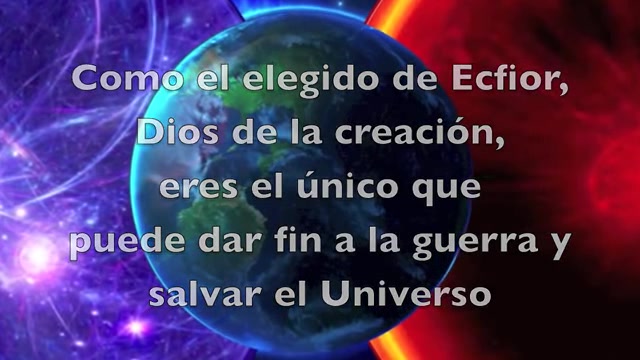 Como el elegido de Ecfior,
Dios de la creación,
eres el único que
puede dar fin a la guerra y
salvar el Universo